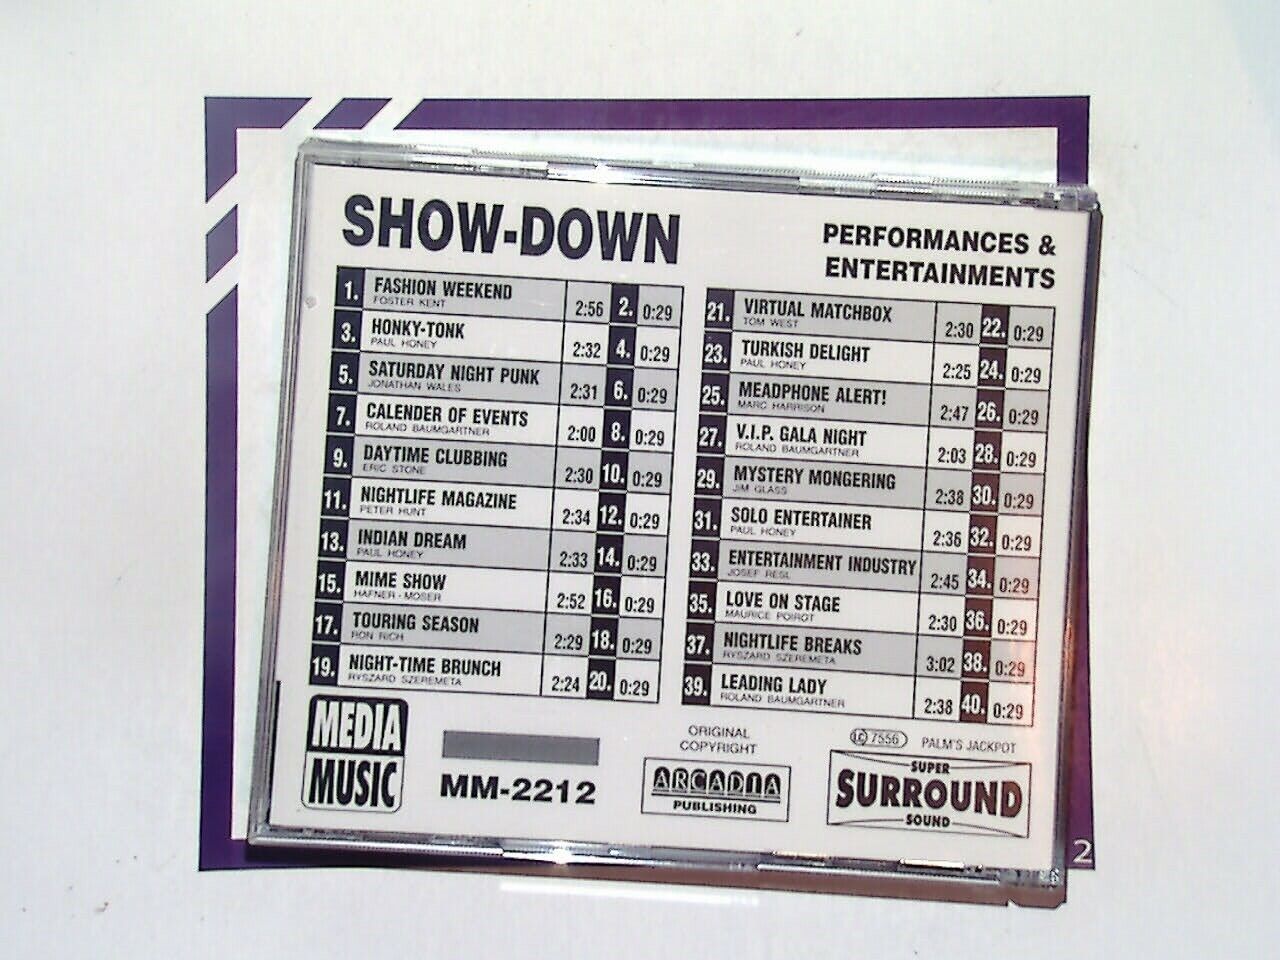 SHOW-DOWN
PERFORMANCES &
ENTERTAINMENTS
1. FASHION WEEKEND 2:56 2. 0:29
FOSTER KENT
3. HONKY-TONK 2:32 4. 0:29
PAUL HONEY
5. SATURDAY NIGHT PUNK 2:31 6. 0:29
JONATHAN WALES
7. CALENDER OF EVENTS 2:00 8. 0:29
ROLAND BAUMGARTNER
9. DAYTIME CLUBBING 2:30 10. 0:29
ERIC STONE
11. NIGHTLIFE MAGAZINE 2:34 12. 0:29
PETER HUNT
13. INDIAN DREAM 2:33 14. 0:29
PAUL HONEY
15. MIME SHOW 2:52 16. 0:29
HAFNER - MOSER
17. TOURING SEASON 2:29 18. 0:29
RON RICH
19. NIGHT-TIME BRUNCH 2:24 20. 0:29
RYSZARD SZEREMETA
21. VIRTUAL MATCHBOX 2:30 22. 0:29
TOM WEST
23. TURKISH DELIGHT 2:25 24. 0:29
PAUL HONEY
25. MEADPHONE ALERT! 2:47 26. 0:29
MARC HARRISON
27. V.I.P. GALA NIGHT 2:03 28. 0:29
ROLAND BAUMGARTNER
29. MYSTERY MONGERING 2:38 30. 0:29
JIM GLASS
31. SOLO ENTERTAINER 2:36 32. 0:29
PAUL HONEY
33. ENTERTAINMENT INDUSTRY 2:45 34. 0:29
JOSEF RESL
35. LOVE ON STAGE 2:30 36. 0:29
MAURICE POIROT
37. NIGHTLIFE BREAKS 3:02 38. 0:29
RYSZARD SZEREMETA
39. LEADING LADY 2:38 40. 0:29
ROLAND BAUMGARTNER
MEDIA
MUSIC
MM-2212
ORIGINAL
COPYRIGHT
ARCADIA
PUBLISHING
LC 7556 PALM'S JACKPOT
SUPER
SURROUND
SOUND
2